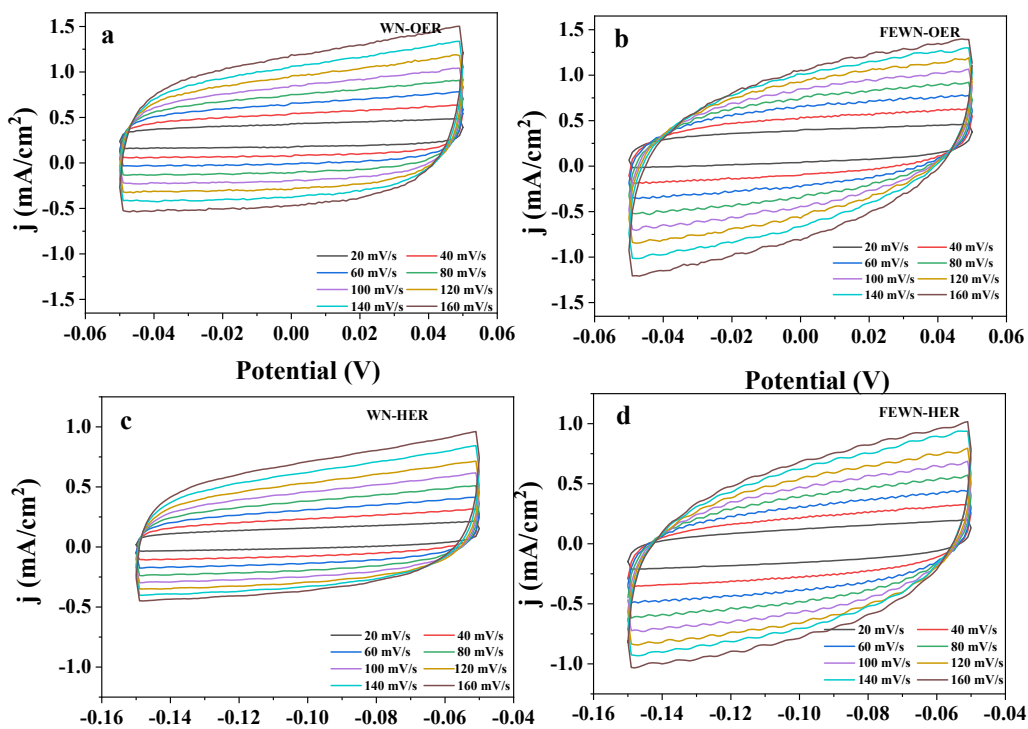 a
WN-OER
j (mA/cm²)
1.5
1.0
0.5
0.0
-0.5
-1.0
-1.5
20 mV/s 40 mV/s
60 mV/s 80 mV/s
100 mV/s 120 mV/s
140 mV/s 160 mV/s
-0.06 -0.04 -0.02 0.00 0.02 0.04 0.06
Potential (V)
b
FEWN-OER
j (mA/cm²)
1.5
1.0
0.5
0.0
-0.5
-1.0
-1.5
20 mV/s 40 mV/s
60 mV/s 80 mV/s
100 mV/s 120 mV/s
140 mV/s 160 mV/s
-0.06 -0.04 -0.02 0.00 0.02 0.04 0.06
Potential (V)
c
WN-HER
j (mA/cm²)
1.0
0.5
0.0
-0.5
-1.0
20 mV/s 40 mV/s
60 mV/s 80 mV/s
100 mV/s 120 mV/s
140 mV/s 160 mV/s
-0.16 -0.14 -0.12 -0.10 -0.08 -0.06 -0.04
d
FEWN-HER
j (mA/cm²)
1.0
0.5
0.0
-0.5
-1.0
20 mV/s 40 mV/s
60 mV/s 80 mV/s
100 mV/s 120 mV/s
140 mV/s 160 mV/s
-0.16 -0.14 -0.12 -0.10 -0.08 -0.06 -0.04